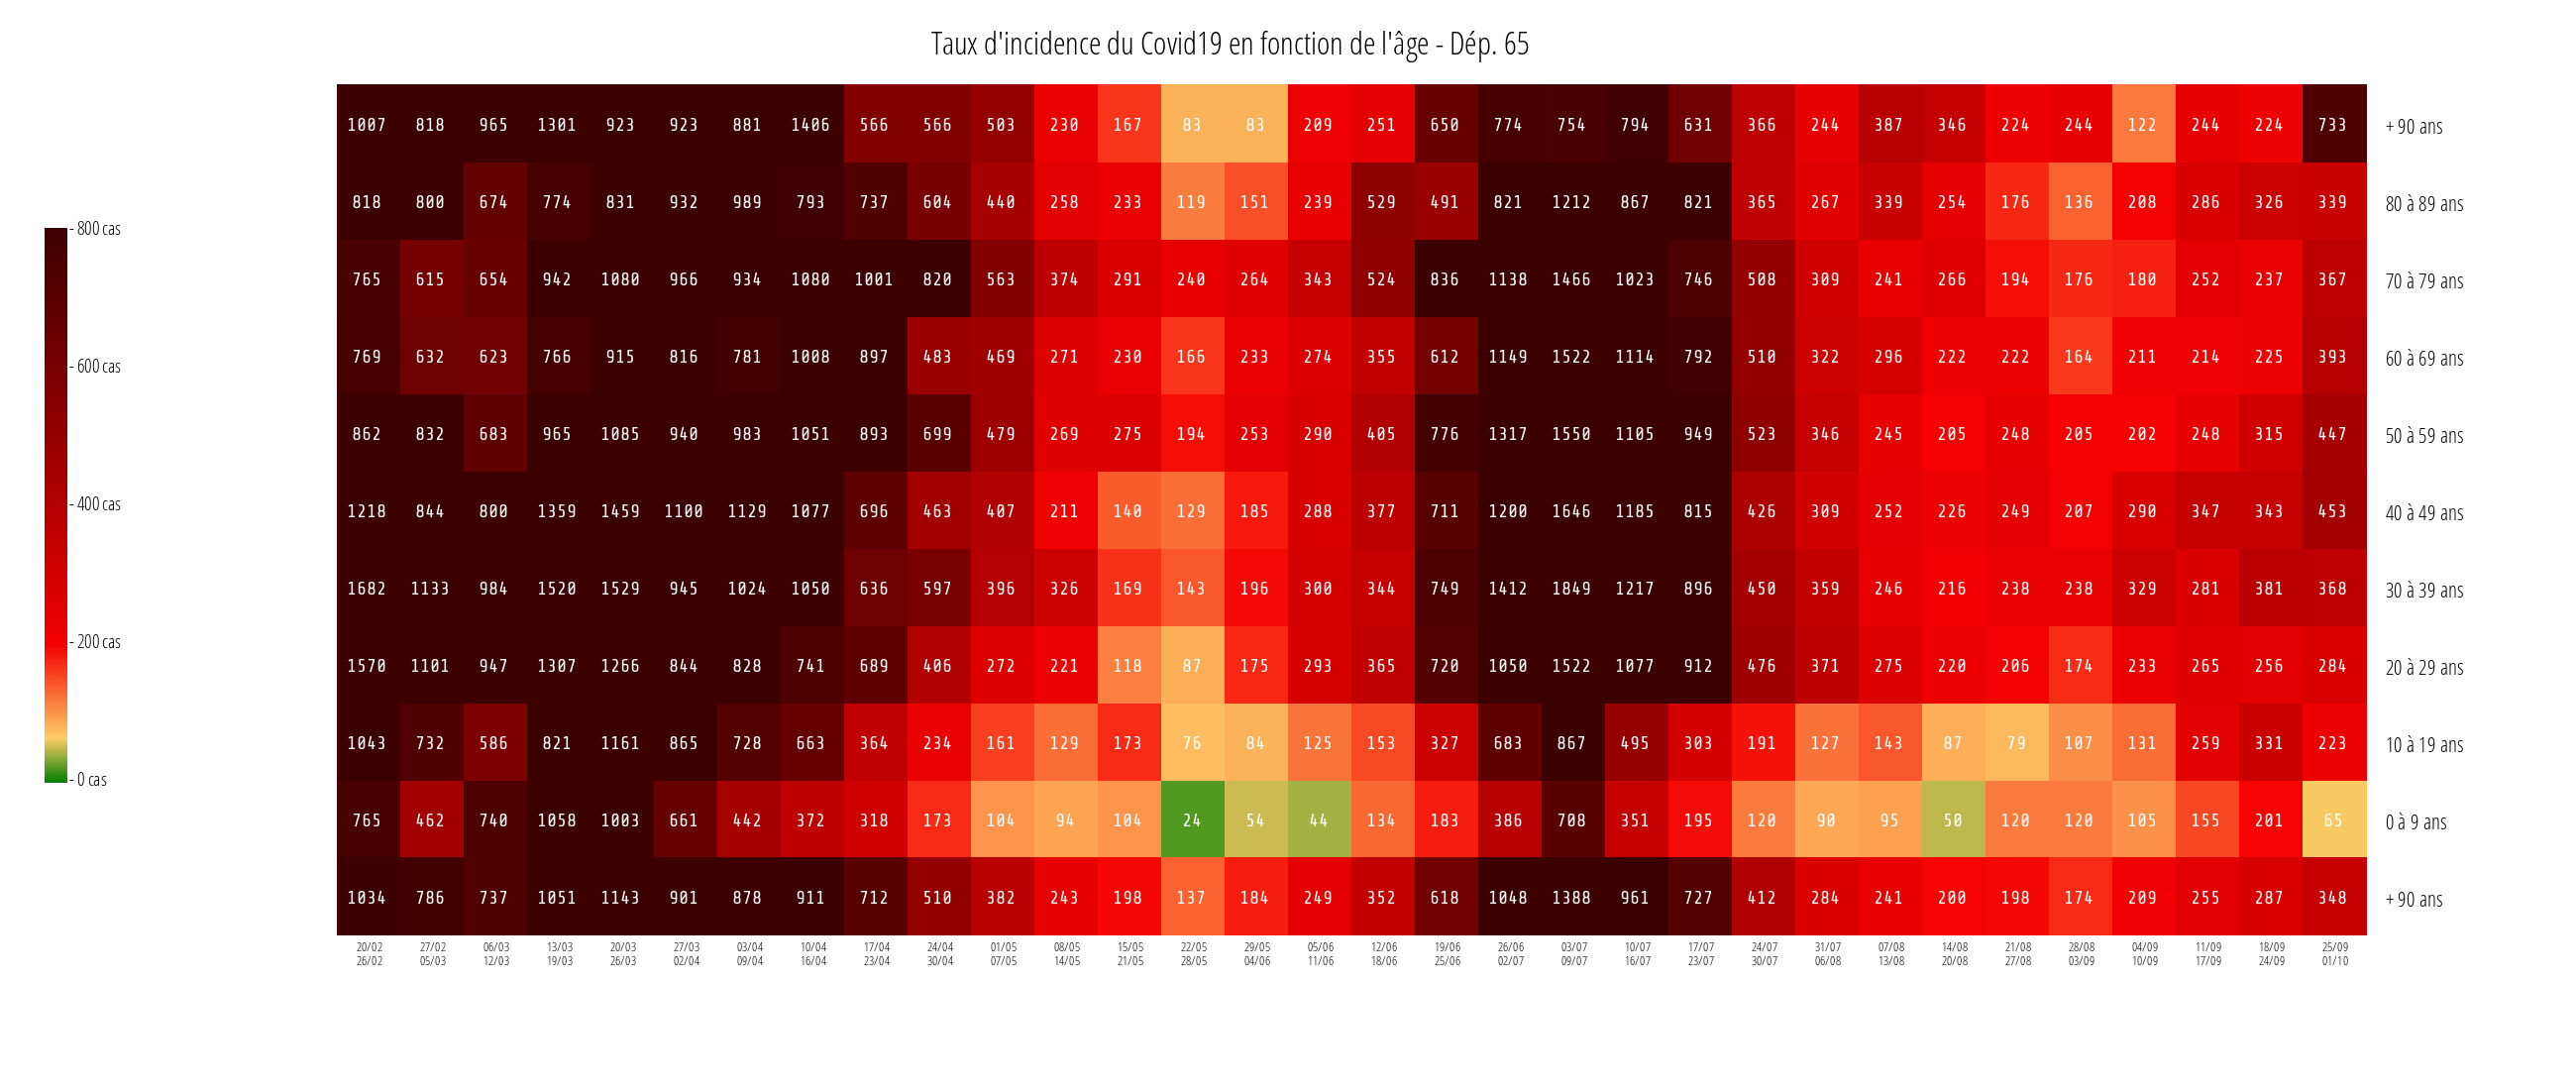 Taux d'incidence du Covid19 en fonction de l'âge - Dép. 65
- 800 cas
- 600 cas
- 400 cas
- 200 cas
- 0 cas
1007 818 965 1301 923 923 881 1406 566 566 503 230 167 83 83 209 251 650 774 754 794 631 366 244 387 346 224 244 122 244 224 733 + 90 ans
818 800 674 774 831 932 989 793 737 604 440 258 233 119 151 239 529 491 821 1212 867 821 365 267 339 254 176 136 208 286 326 339 80 à 89 ans
765 615 654 942 1080 966 934 1080 1001 820 563 374 291 240 264 343 524 836 1138 1466 1023 746 508 309 241 266 194 176 180 252 237 367 70 à 79 ans
769 632 623 766 915 816 781 1008 897 483 469 271 230 166 233 274 355 612 1149 1522 1114 792 510 322 296 222 222 164 211 214 225 393 60 à 69 ans
862 832 683 965 1085 940 983 1051 893 699 479 269 275 194 253 290 405 776 1317 1550 1105 949 523 346 245 205 248 205 202 248 315 447 50 à 59 ans
1218 844 800 1359 1459 1100 1129 1077 696 463 407 211 140 129 185 288 377 711 1200 1646 1185 815 426 309 252 226 249 207 290 347 343 453 40 à 49 ans
1682 1133 984 1520 1529 945 1024 1050 636 597 396 326 169 143 196 300 344 749 1412 1849 1217 896 450 359 246 216 238 238 329 281 381 368 30 à 39 ans
1570 1101 947 1307 1266 844 828 741 689 406 272 221 118 87 175 293 365 720 1050 1522 1077 912 476 371 275 220 206 174 233 265 256 284 20 à 29 ans
1043 732 586 821 1161 865 728 663 364 234 161 129 173 76 84 125 153 327 683 867 495 303 191 127 143 87 79 107 131 259 331 223 10 à 19 ans
765 462 740 1058 1003 661 442 372 318 173 104 94 104 24 54 44 134 183 386 708 351 195 120 90 95 50 120 120 105 155 201 65 0 à 9 ans
1034 786 737 1051 1143 901 878 911 712 510 382 243 198 137 184 249 352 618 1048 1388 961 727 412 284 241 200 198 174 209 255 287 348 + 90 ans
20/02 27/02 06/03 13/03 20/03 27/03 03/04 10/04 17/04 24/04 01/05 08/05 15/05 22/05 29/05 05/06 12/06 19/06 26/06 03/07 10/07 17/07 24/07 31/07 07/08 14/08 21/08 28/08 04/09 11/09 18/09 25/09
26/02 05/03 12/03 19/03 26/03 02/04 09/04 16/04 23/04 30/04 07/05 14/05 21/05 28/05 04/06 11/06 18/06 25/06 02/07 09/07 16/07 23/07 30/07 06/08 13/08 20/08 27/08 03/09 10/09 17/09 24/09 01/10